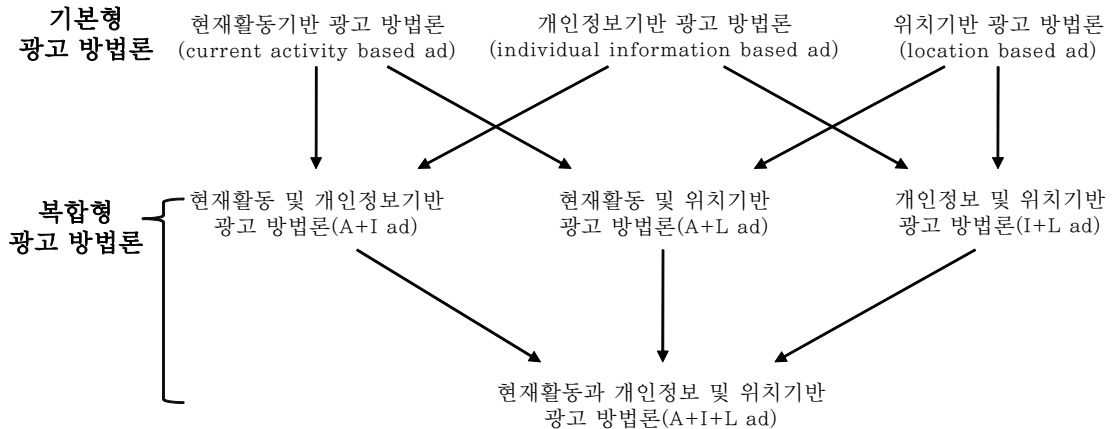 기본형
광고 방법론
현재활동기반 광고 방법론
(current activity based ad)
개인정보기반 광고 방법론
(individual information based ad)
위치기반 광고 방법론
(location based ad)
복합형
광고 방법론
현재활동 및 개인정보기반
광고 방법론(A+I ad)
현재활동 및 위치기반
광고 방법론(A+L ad)
개인정보 및 위치기반
광고 방법론(I+L ad)
현재활동과 개인정보 및 위치기반
광고 방법론(A+I+L ad)